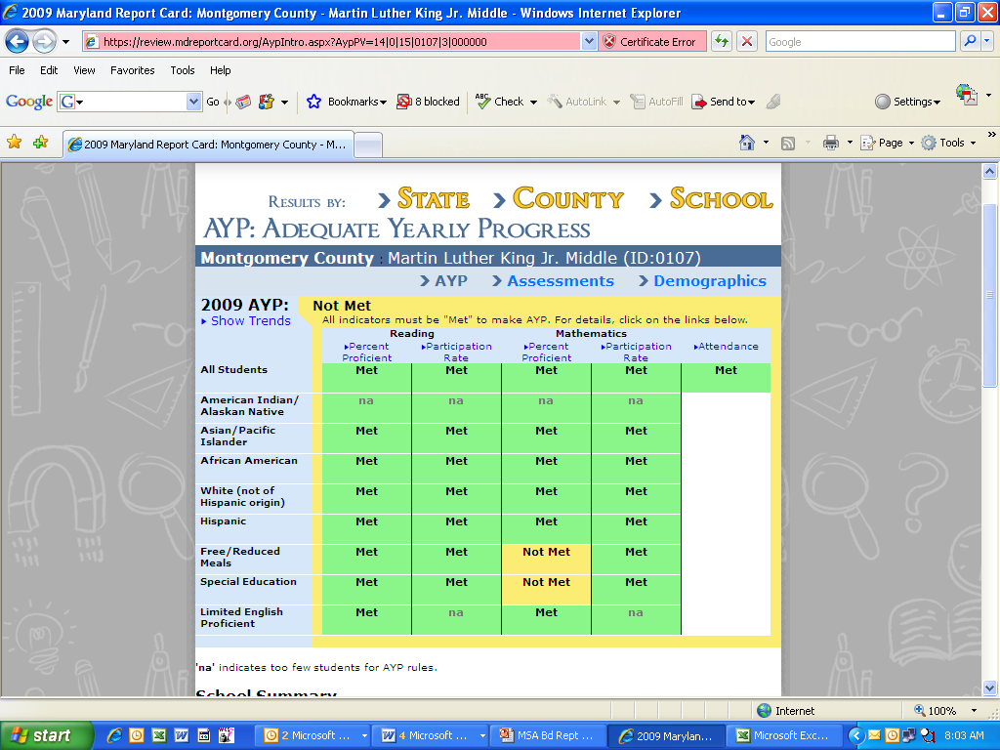 2009 Maryland Report Card: Montgomery County - Martin Luther King Jr. Middle - Windows Internet Explorer
https://review.mdreportcard.org/AypIntro.aspx?AypPV=14|0|15|0107|3|000000 Certificate Error Google
File Edit View Favorites Tools Help
Google G Go Bookmarks 8 blocked ABC Check AutoLink AutoFill Send to Settings
2009 Maryland Report Card: Montgomery County - M... Page Tools »
RESULTS BY: STATE COUNTY SCHOOL
AYP: ADEQUATE YEARLY PROGRESS
Montgomery County : Martin Luther King Jr. Middle (ID:0107)
AYP Assessments Demographics
2009 AYP: Not Met
Show Trends All indicators must be "Met" to make AYP. For details, click on the links below.
Reading Mathematics
Percent Proficient Participation Rate Percent Proficient Participation Rate Attendance
All Students Met Met Met Met Met
American Indian/ Alaskan Native na na na na
Asian/Pacific Islander Met Met Met Met
African American Met Met Met Met
White (not of Hispanic origin) Met Met Met Met
Hispanic Met Met Met Met
Free/Reduced Meals Met Met Not Met Met
Special Education Met Met Not Met Met
Limited English Proficient Met na Met na
'na' indicates too few students for AYP rules.
School Summary
Internet 100%
start 2 Microsoft ... 4 Microsoft ... MSA Bd Rept ... 2009 Marylan... Microsoft Exc... 8:03 AM